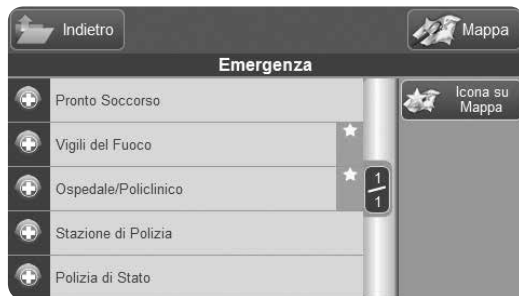 Indietro
Mappa
Emergenza
Pronto Soccorso
Icona su
Mappa
Vigili del Fuoco
Ospedale/Policlinico
1
1
Stazione di Polizia
Polizia di Stato